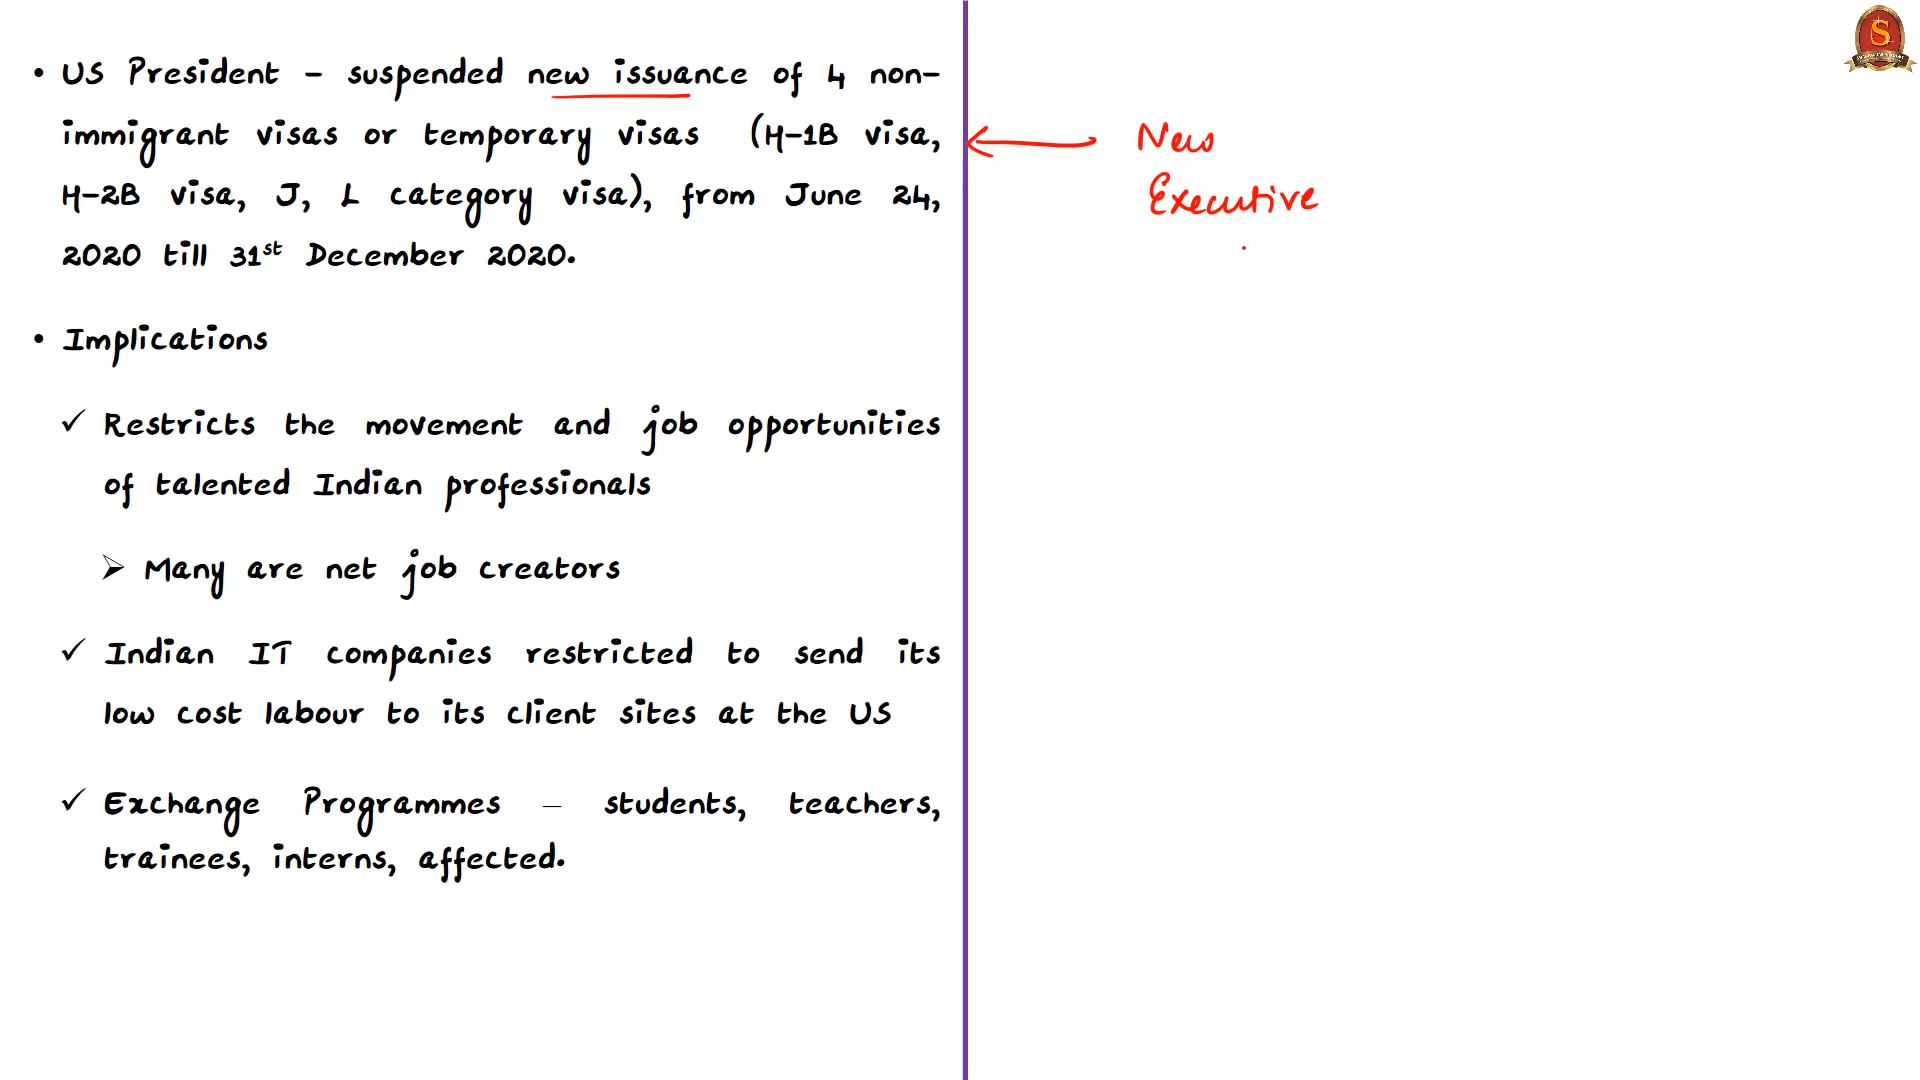 • US President – suspended new issuance of 4 non-
immigrant visas or temporary visas (H-1B visa,
H-2B visa, J, L category visa), from June 24,
2020 till 31st December 2020.
• Implications
✓ Restricts the movement and job opportunities
of talented Indian professionals
➢ Many are net job creators
✓ Indian IT companies restricted to send its
low cost labour to its client sites at the US
✓ Exchange Programmes – students, teachers,
trainees, interns, affected.
New
Executive
S